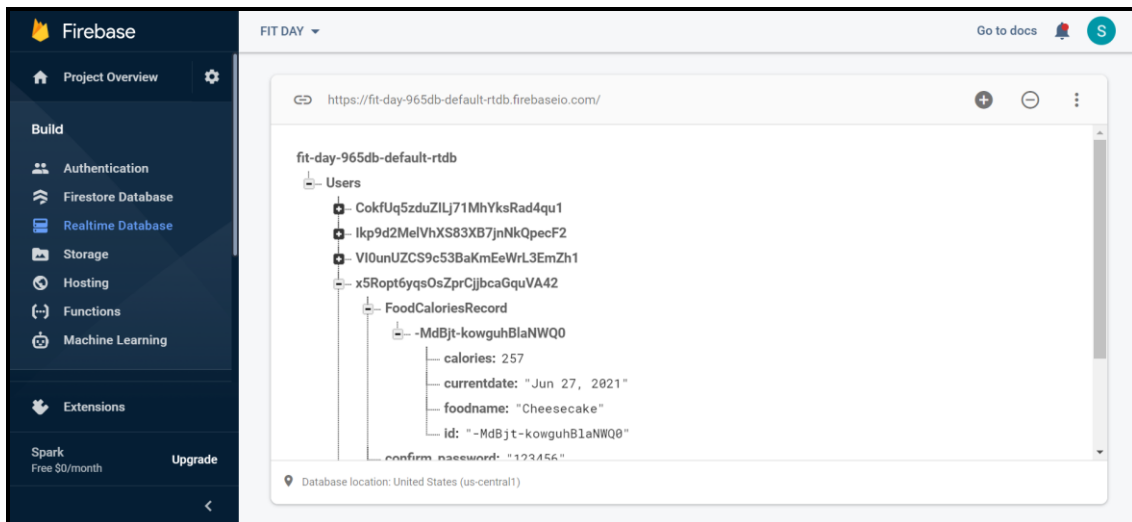 Firebase
FIT DAY
Go to docs
S
Project Overview
https://fit-day-965db-default-rtdb.firebaseio.com/
Build
Authentication
Firestore Database
Realtime Database
Storage
Hosting
Functions
Machine Learning
Extensions
Spark
Free $0/month
Upgrade
fit-day-965db-default-rtdb
Users
CokfUq5zduZILj71MhYksRad4qu1
Ikp9d2MelVhXS83XB7jnNkQpecF2
VI0unUZCS9c53BaKmEeWrL3EmZh1
x5Ropt6yqsOsZprCjjbcaGquVA42
FoodCaloriesRecord
-MdBjt-kowguhBlaNWQ0
calories: 257
currentdate: "Jun 27, 2021"
foodname: "Cheesecake"
id: "-MdBjt-kowguhBlaNWQ0"
confirm_password: "123456"
Database location: United States (us-central1)